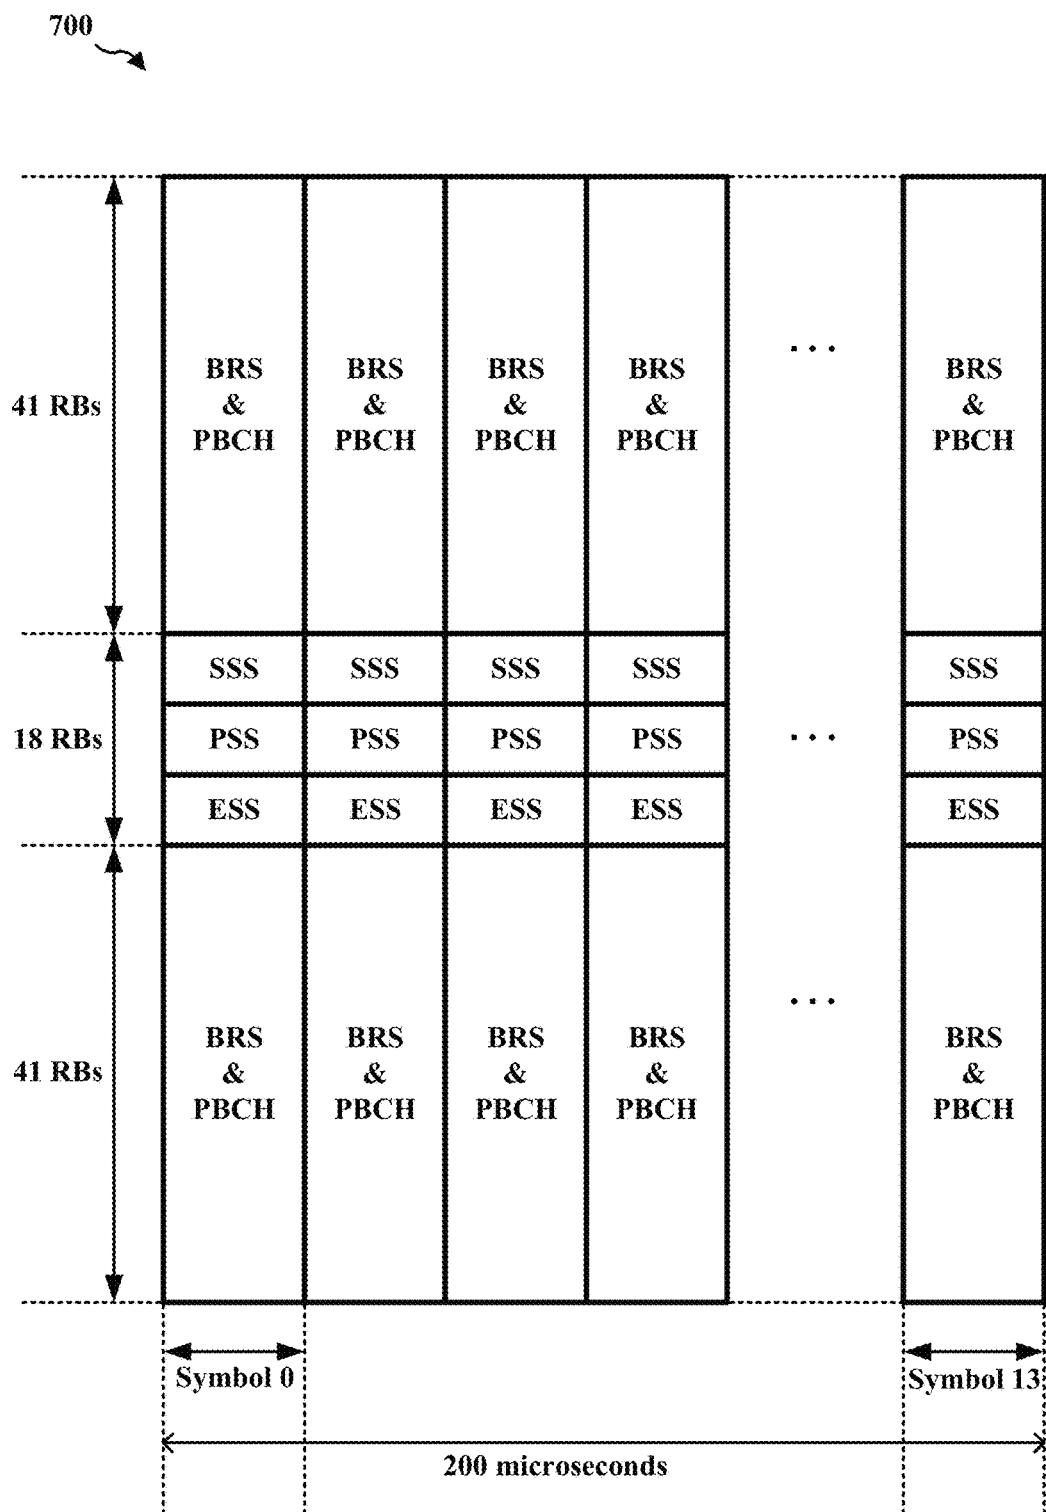 700
BRS
&
PBCH
BRS
&
PBCH
BRS
&
PBCH
BRS
&
PBCH
. . .
BRS
&
PBCH
41 RBs
SSS SSS SSS SSS SSS
18 RBs PSS PSS PSS PSS . . . PSS
ESS ESS ESS ESS ESS
41 RBs
BRS
&
PBCH
BRS
&
PBCH
BRS
&
PBCH
BRS
&
PBCH
. . .
BRS
&
PBCH
Symbol 0 Symbol 13
200 microseconds